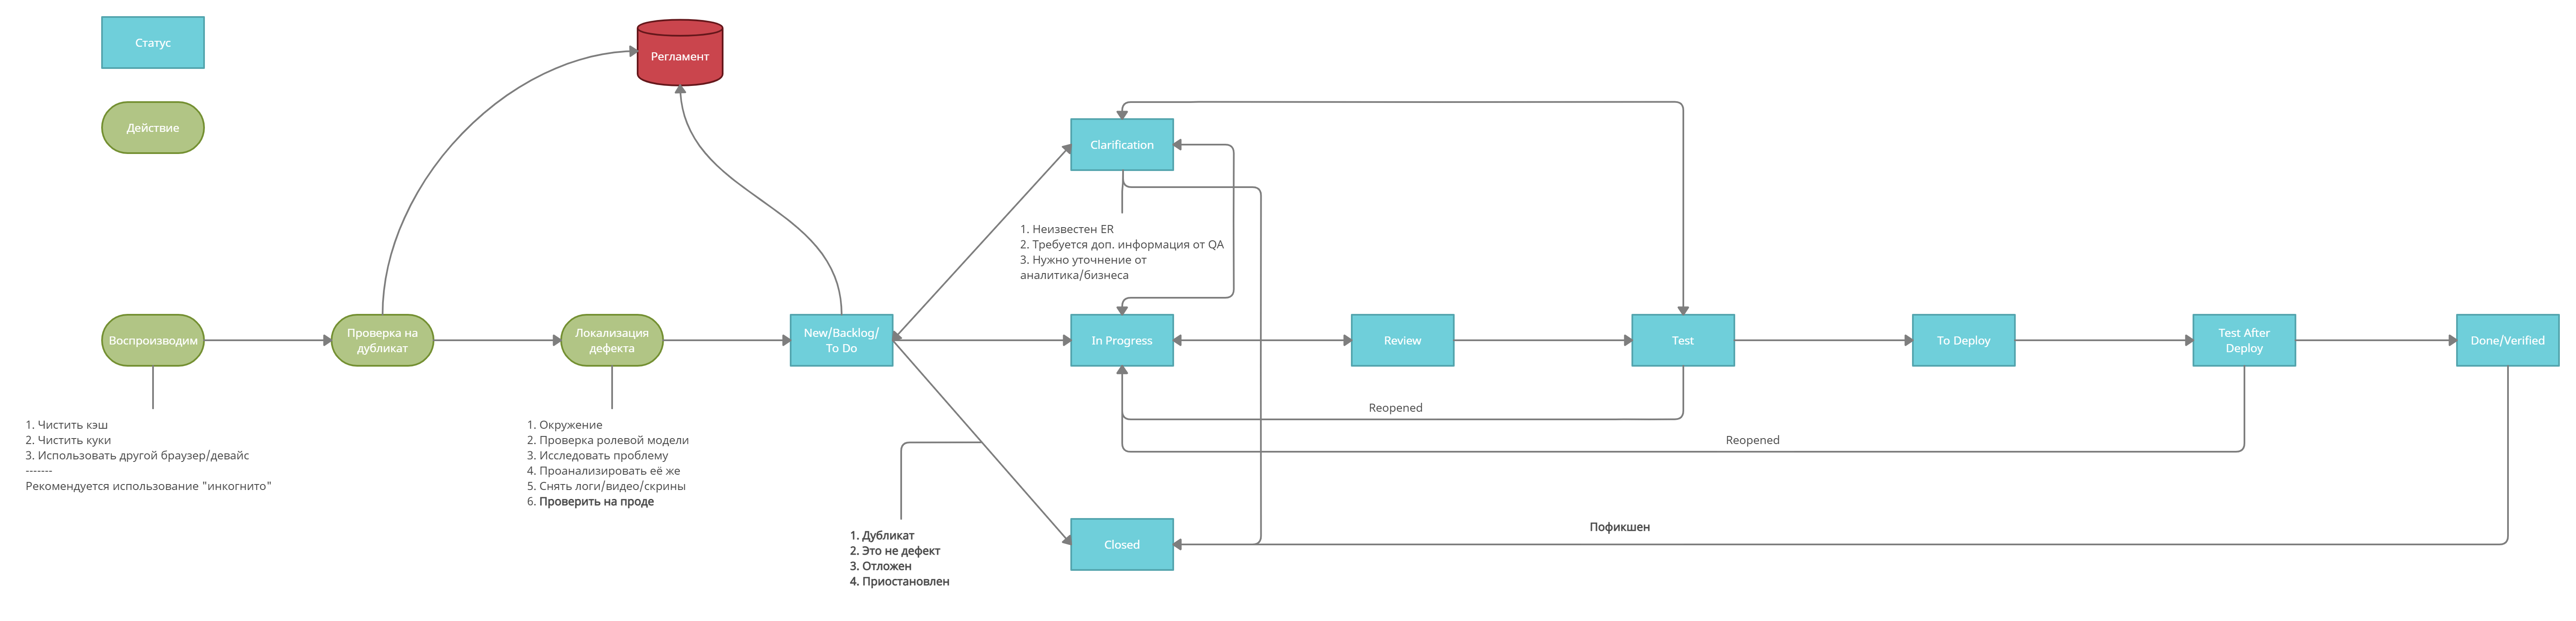 Статус
Регламент
Действие
Clarification
1. Неизвестен ER
2. Требуется доп. информация от QA
3. Нужно уточнение от
аналитика/бизнеса
Воспроизводим
Проверка на
дубликат
Локализация
дефекта
New/Backlog/
To Do
In Progress
Review
Test
To Deploy
Test After
Deploy
Done/Verified
Reopened
Reopened
1. Чистить кэш
2. Чистить куки
3. Использовать другой браузер/девайс
-------
Рекомендуется использование "инкогнито"
1. Окружение
2. Проверка ролевой модели
3. Исследовать проблему
4. Проанализировать её же
5. Снять логи/видео/скрины
6. Проверить на проде
1. Дубликат
2. Это не дефект
3. Отложен
4. Приостановлен
Closed
Пофикшен